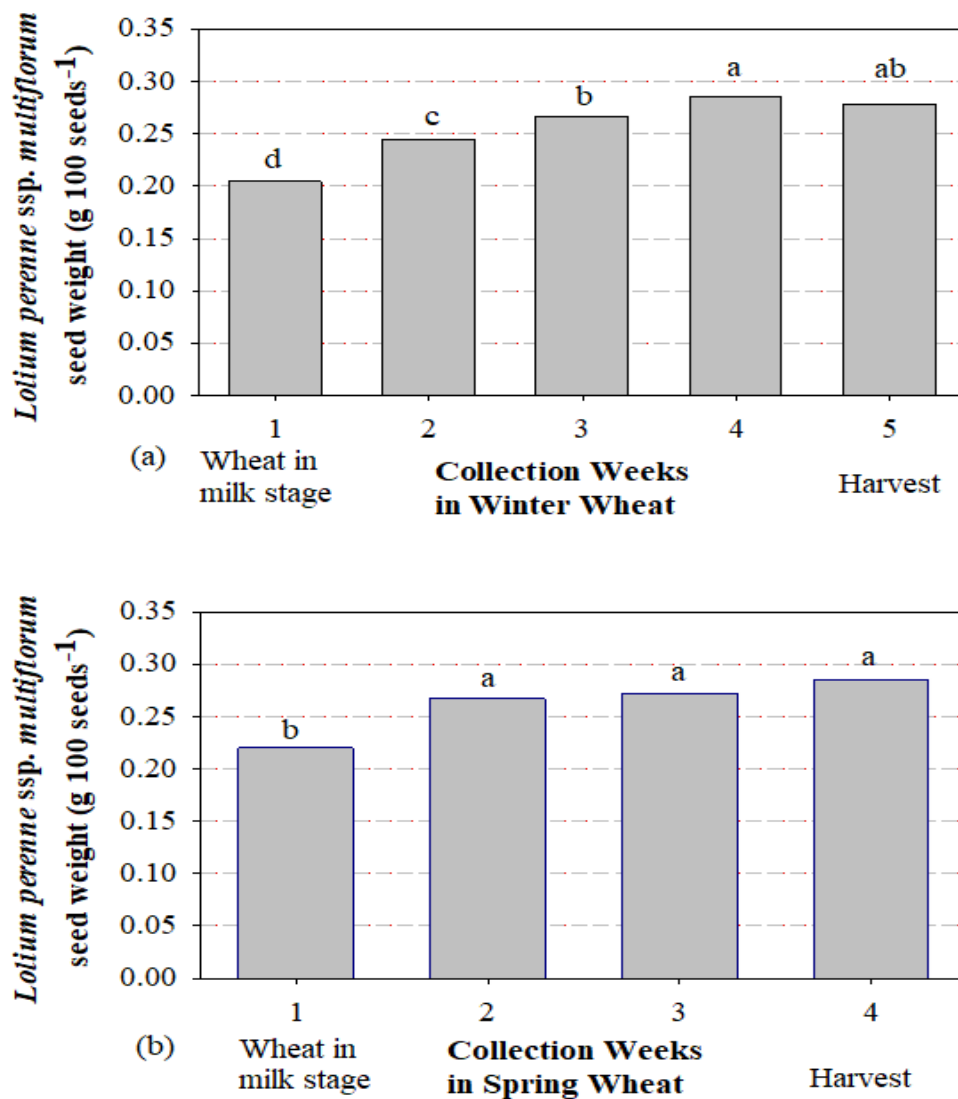 Lolium perenne ssp. multiflorum
seed weight (g 100 seeds⁻¹)
0.35
0.30
0.25
0.20
0.15
0.10
0.05
0.00
d
c
b
a
ab
1 2 3 4 5
(a)
Wheat in
milk stage
Collection Weeks
in Winter Wheat
Harvest
Lolium perenne ssp. multiflorum
seed weight (g 100 seeds⁻¹)
0.35
0.30
0.25
0.20
0.15
0.10
0.05
0.00
b
a
a
a
1 2 3 4
(b)
Wheat in
milk stage
Collection Weeks
in Spring Wheat
Harvest